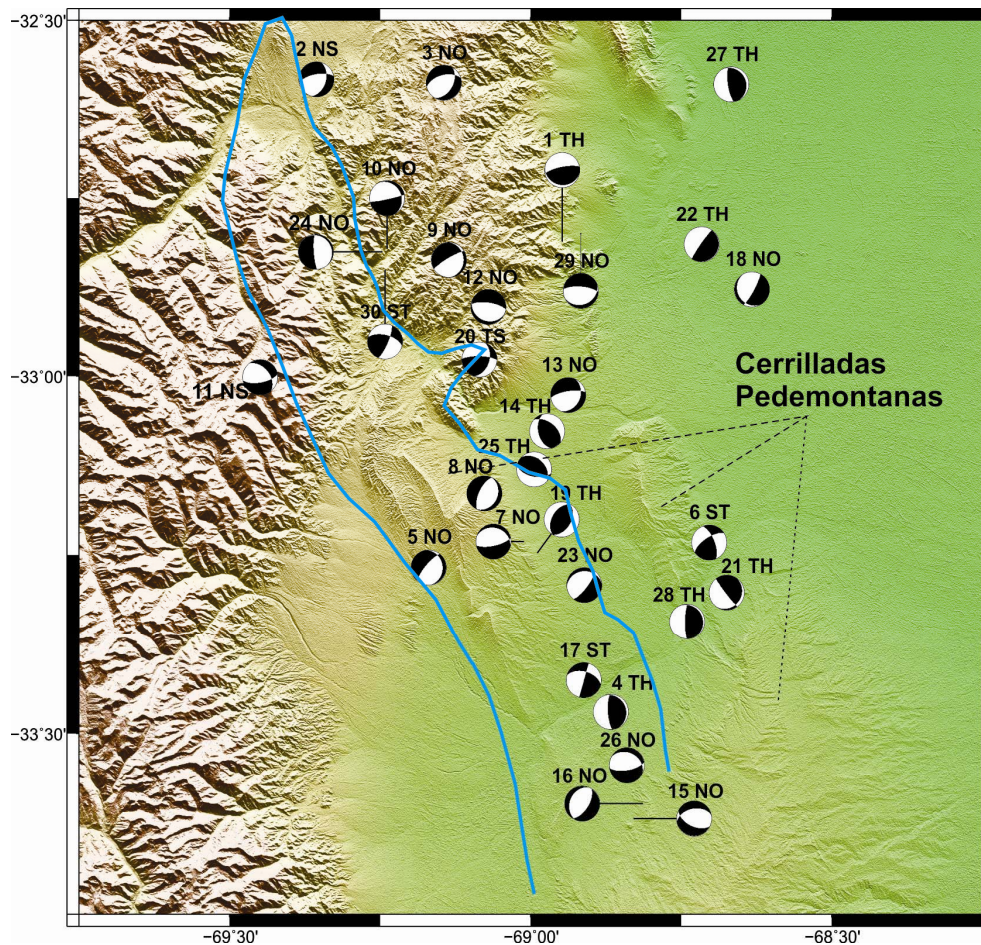 −32°30'
2 NS
3 NO
27 TH
1 TH
10 NO
22 TH
24 NO
9 NO
29 NO
18 NO
12 NO
30 ST
20 TS
−33°00'
11 NS
13 NO
Cerrilladas
Pedemontanas
14 TH
25 TH
8 NO
19 TH
7 NO
6 ST
5 NO
23 NO
21 TH
28 TH
17 ST
4 TH
−33°30'
26 NO
16 NO
15 NO
−69°30'
−69°00'
−68°30'